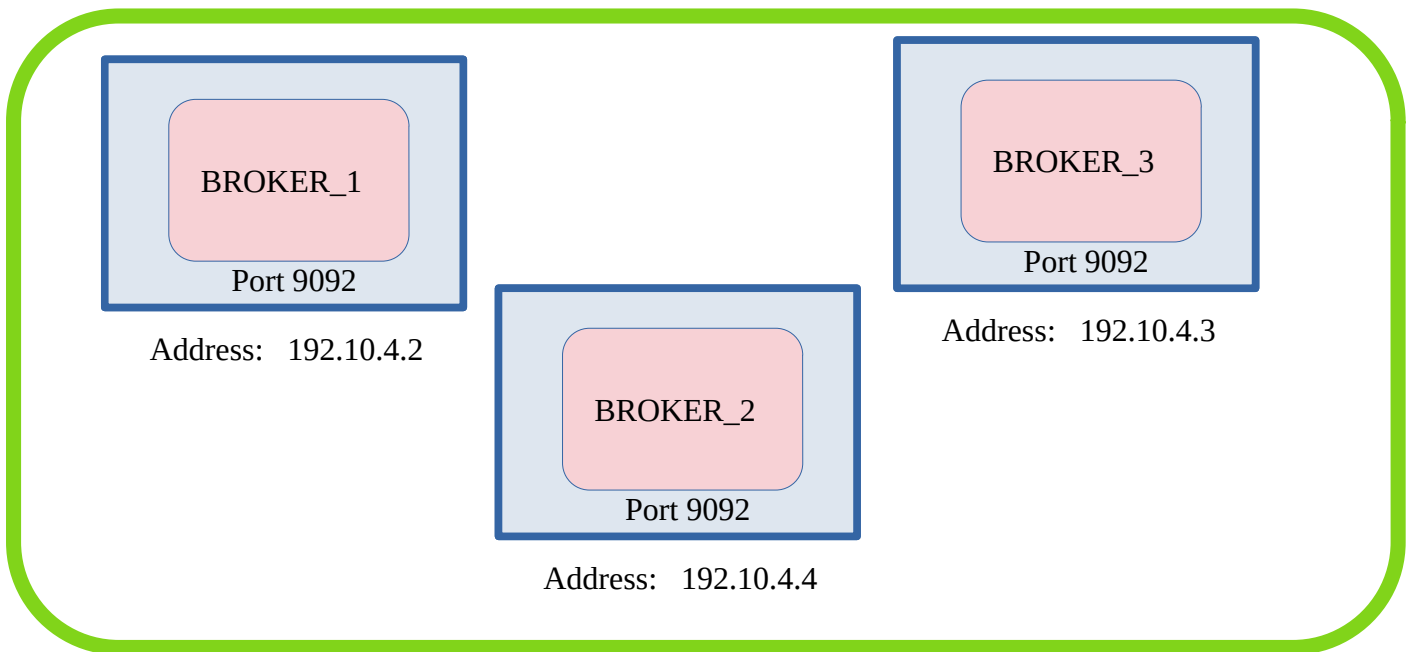 BROKER_1
Port 9092
Address: 192.10.4.2
BROKER_2
Port 9092
Address: 192.10.4.4
BROKER_3
Port 9092
Address: 192.10.4.3